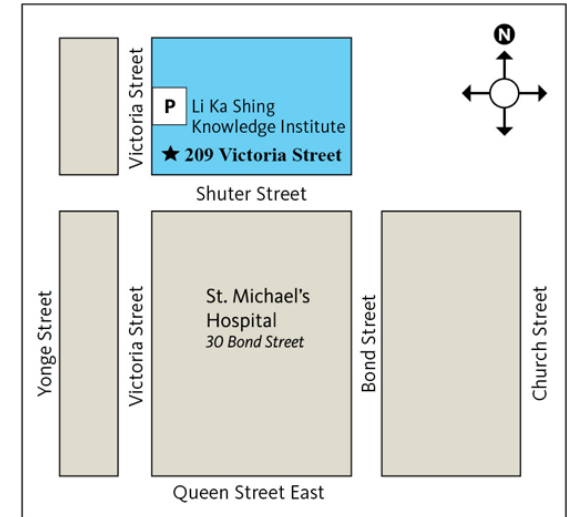 N
Victoria Street
P
Li Ka Shing
Knowledge Institute
★ 209 Victoria Street
Shuter Street
Yonge Street
Victoria Street
St. Michael's
Hospital
30 Bond Street
Bond Street
Church Street
Queen Street East